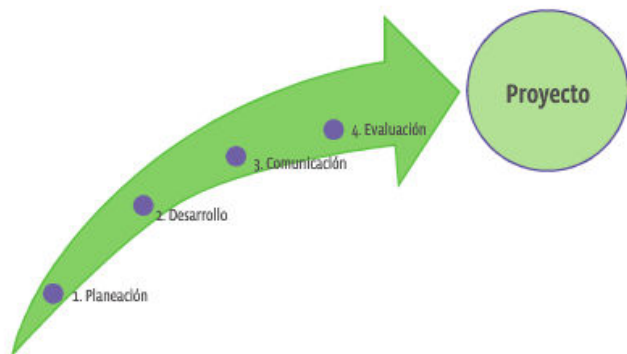 Proyecto
4. Evaluación
3. Comunicación
2. Desarrollo
1. Planeación